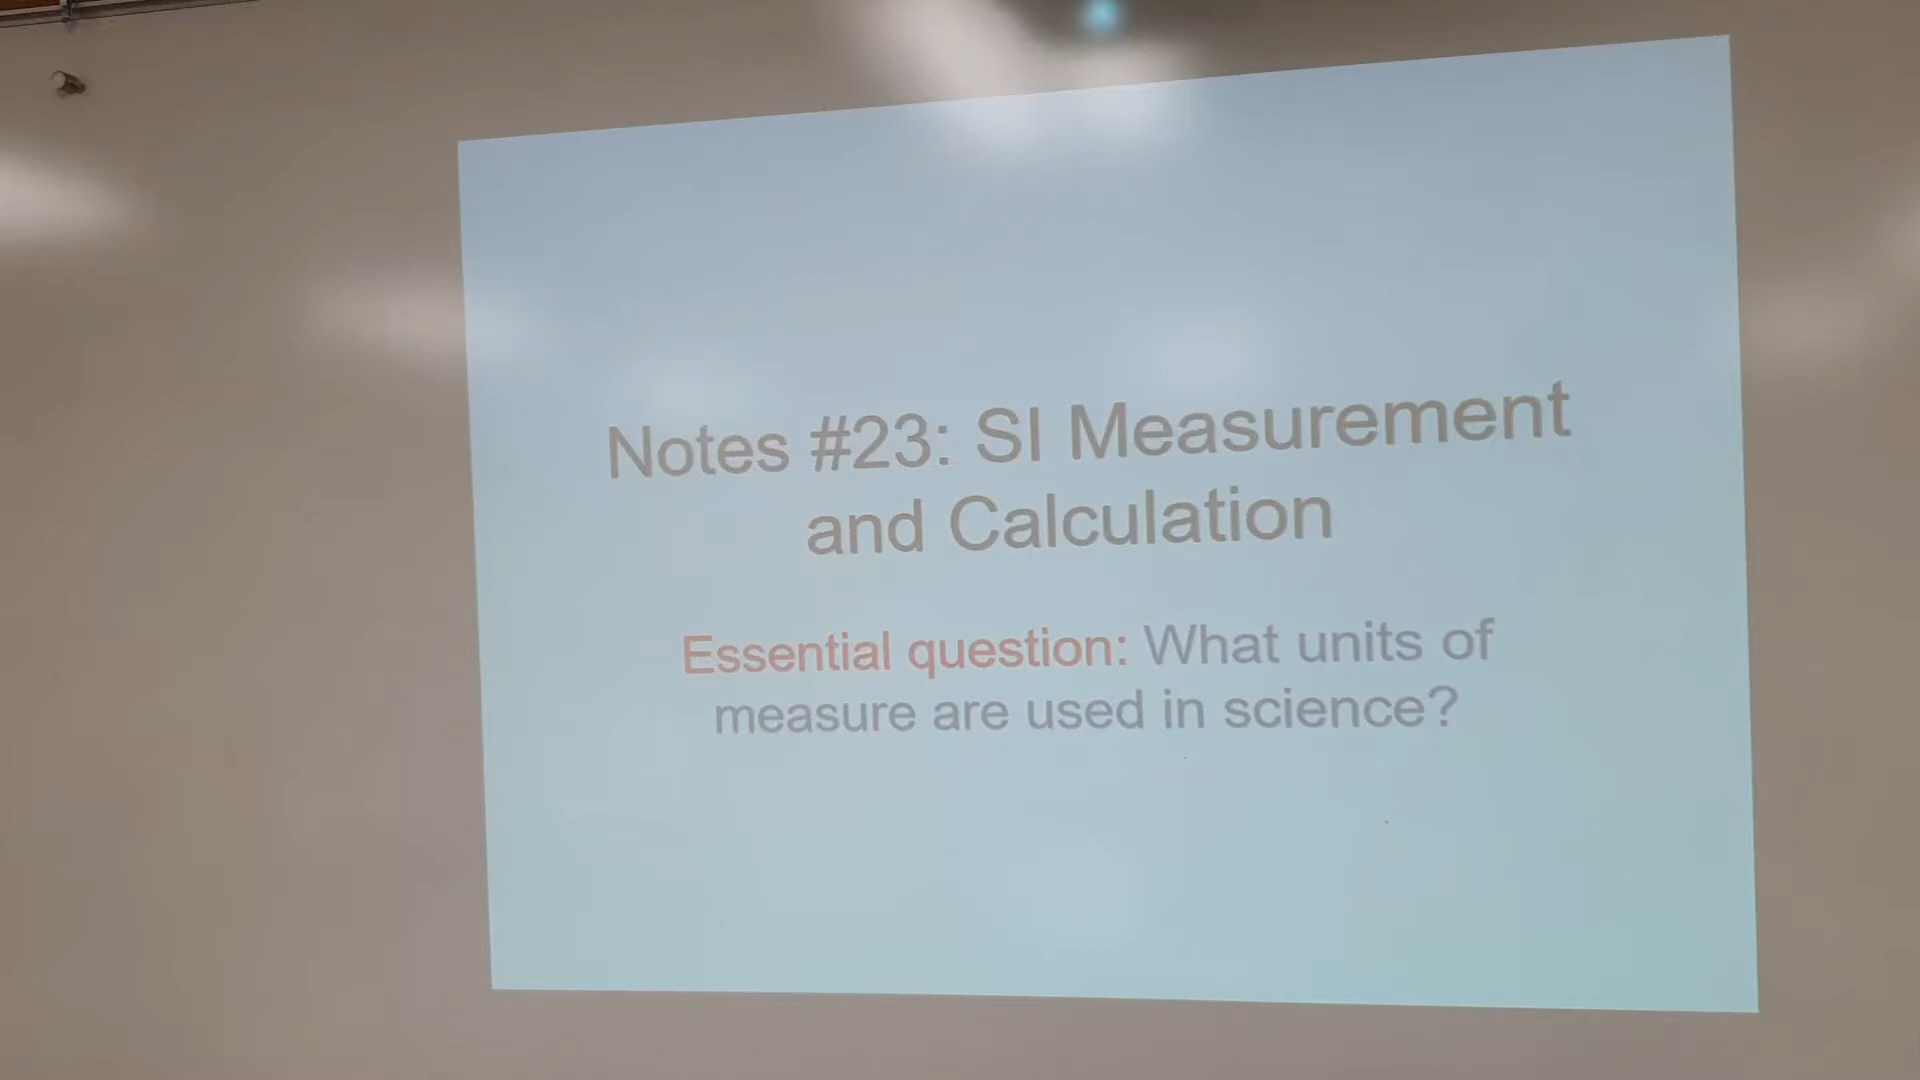 Notes #23: SI Measurement
and Calculation
Essential question: What units of
measure are used in science?